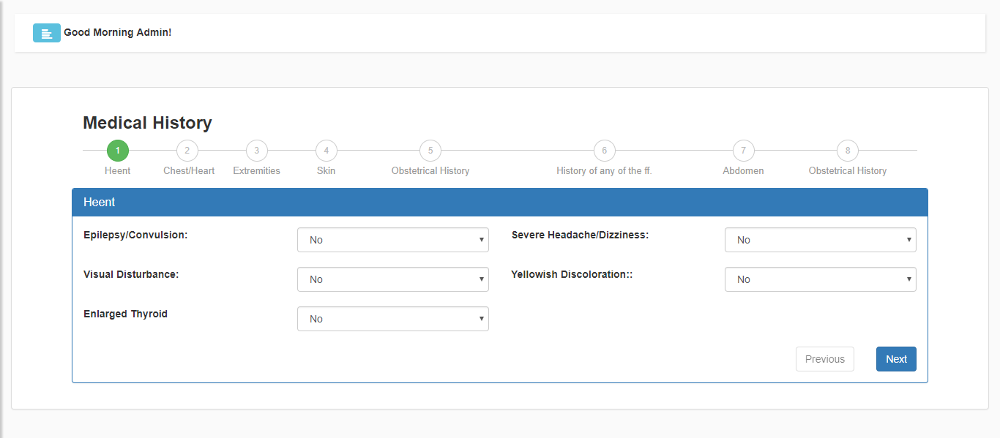 Good Morning Admin!
Medical History
1 2 3 4 5 6 7 8
Heent Chest/Heart Extremities Skin Obstetrical History History of any of the ff. Abdomen Obstetrical History
Heent
Epilepsy/Convulsion: No Severe Headache/Dizziness: No
Visual Disturbance: No Yellowish Discoloration:: No
Enlarged Thyroid No
Previous Next